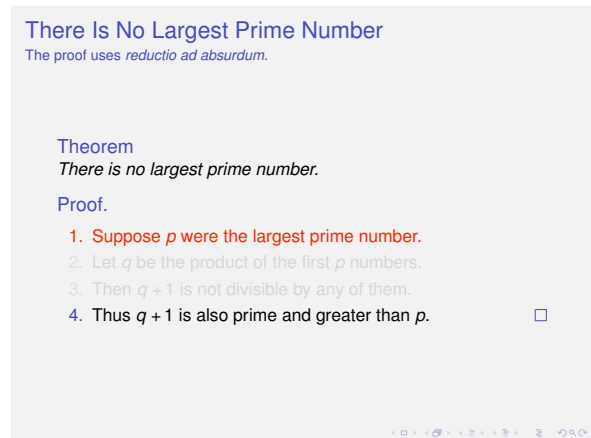 There Is No Largest Prime Number
The proof uses reductio ad absurdum.
Theorem
There is no largest prime number.
Proof.
1. Suppose p were the largest prime number.
2. Let q be the product of the first p numbers.
3. Then q + 1 is not divisible by any of them.
4. Thus q + 1 is also prime and greater than p. □